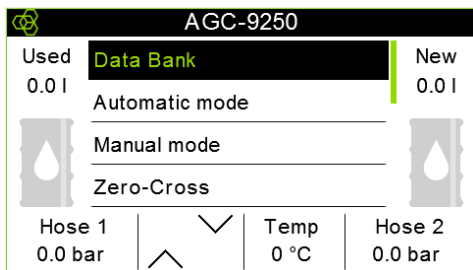 AGC-9250
Used
0.0 l
Data Bank
Automatic mode
Manual mode
Zero-Cross
New
0.0 l
Hose 1
0.0 bar
Temp
0 °C
Hose 2
0.0 bar